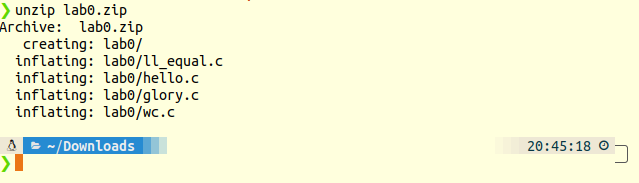 ❯ unzip lab0.zip
Archive:  lab0.zip
   creating: lab0/
  inflating: lab0/ll_equal.c
  inflating: lab0/hello.c
  inflating: lab0/glory.c
  inflating: lab0/wc.c
~/Downloads 20:45:18
❯